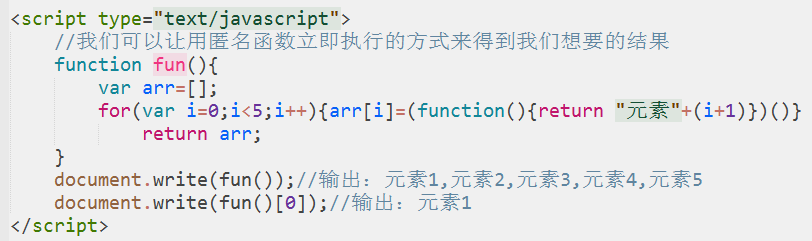 <script type="text/javascript">
//我们可以让用匿名函数立即执行的方式来得到我们想要的结果
function fun(){
var arr=[];
for(var i=0;i<5;i++){arr[i]=(function(){return "元素"+(i+1)})()}
return arr;
}
document.write(fun());//输出：元素1,元素2,元素3,元素4,元素5
document.write(fun()[0]);//输出：元素1
</script>